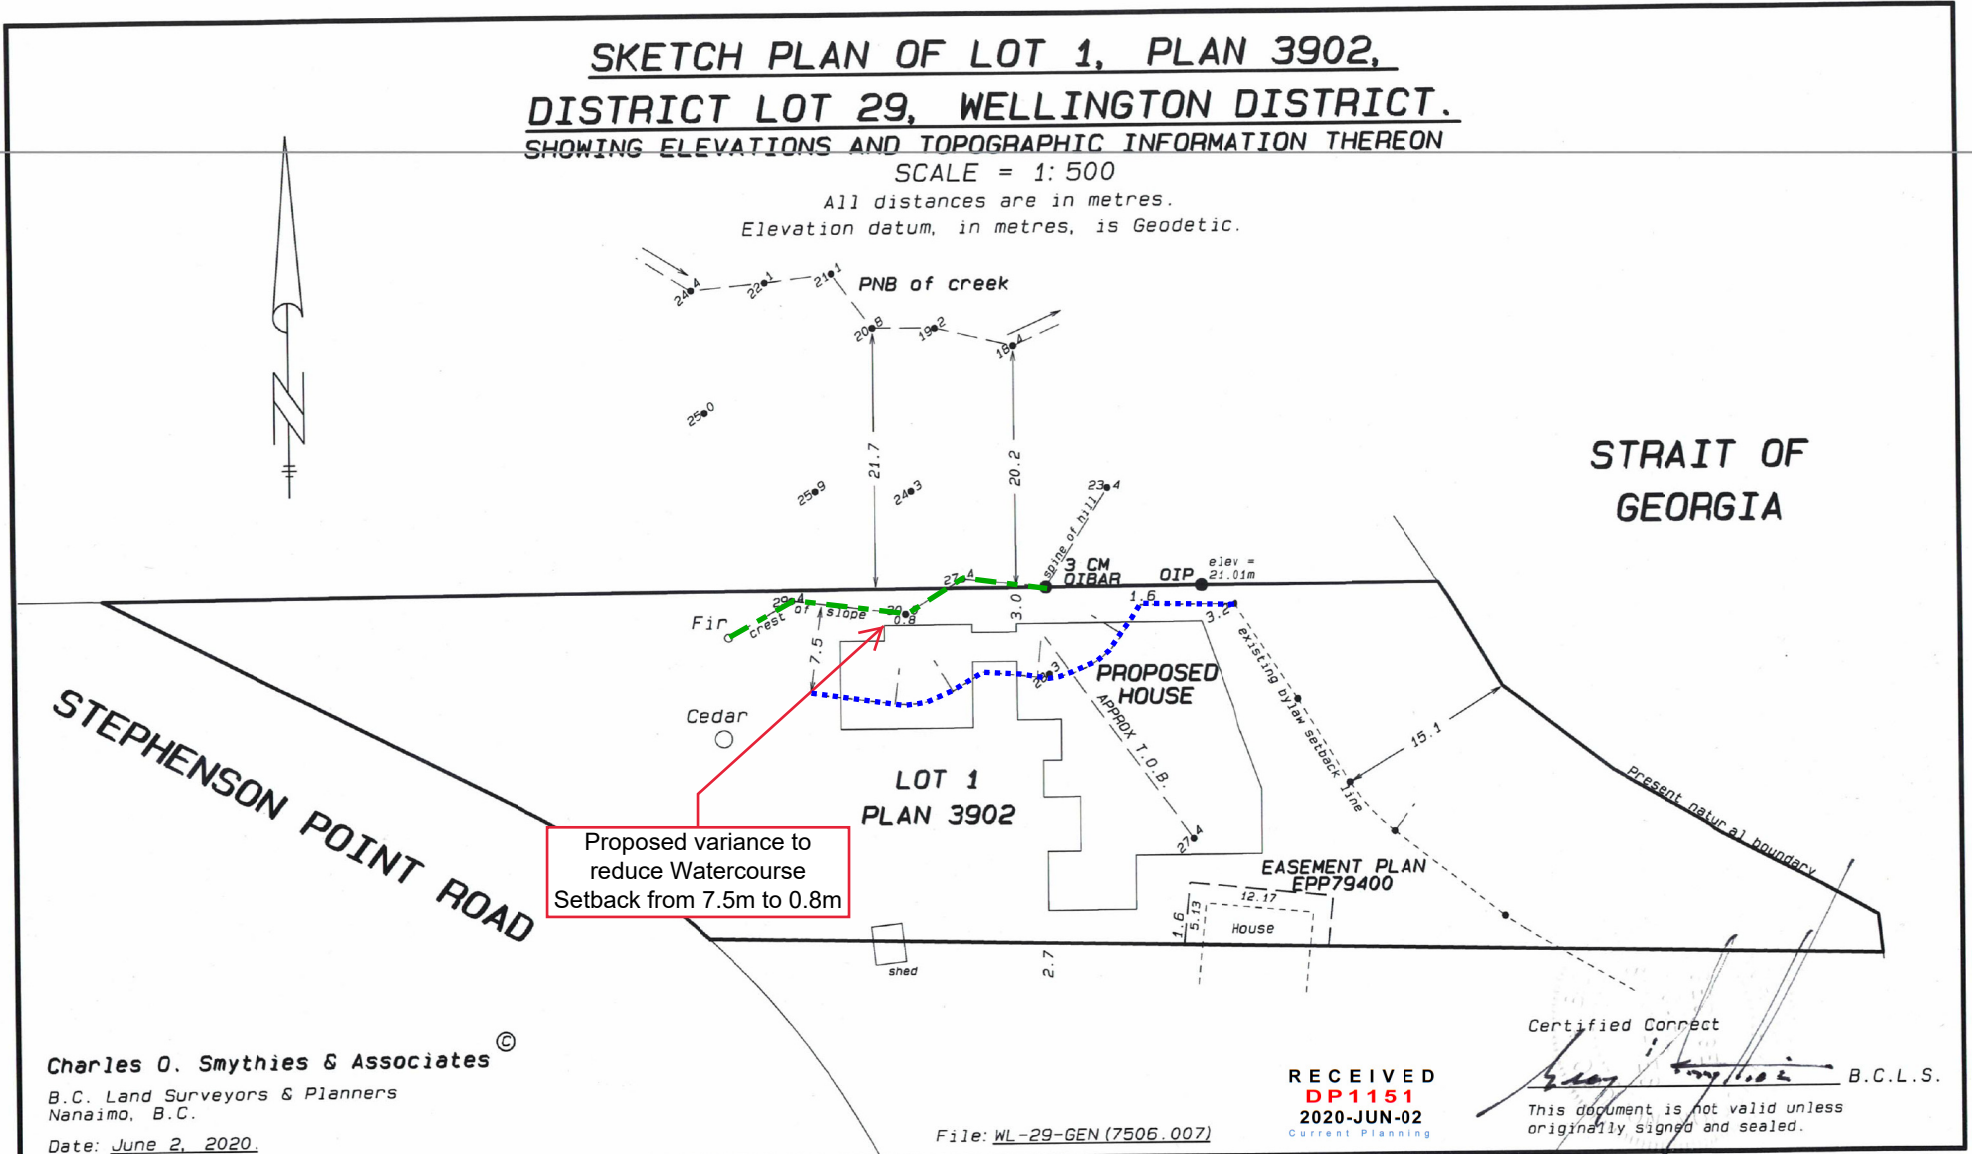 SKETCH PLAN OF LOT 1, PLAN 3902,
DISTRICT LOT 29, WELLINGTON DISTRICT.
SHOWING ELEVATIONS AND TOPOGRAPHIC INFORMATION THEREON
SCALE = 1:500
All distances are in metres.
Elevation datum, in metres, is Geodetic.
24.4
22.1
21.1
PNB of creek
20.8
19.2
18.4
N
25.0
21.7
20.2
25.9
24.3
23.4
spine of hill
STRAIT OF
GEORGIA
3 CM
OIBAR
OIP
elev =
21.01m
27.4
29.4
crest of slope
0.8
3.0
1.6
Fir
7.5
existing bylaw setback line
PROPOSED
HOUSE
APPROX T.O.B.
Cedar
15.1
STEPHENSON POINT ROAD
LOT 1
PLAN 3902
Present natural boundary
Proposed variance to
reduce Watercourse
Setback from 7.5m to 0.8m
27.4
EASEMENT PLAN
EPP79400
12.17
1.6
5.13
House
shed
2.7
Charles O. Smythies & Associates ©
B.C. Land Surveyors & Planners
Nanaimo, B.C.
Date: June 2, 2020.
File: WL-29-GEN (7506.007)
RECEIVED
DP1151
2020-JUN-02
Current Planning
Certified Correct
B.C.L.S.
This document is not valid unless
originally signed and sealed.